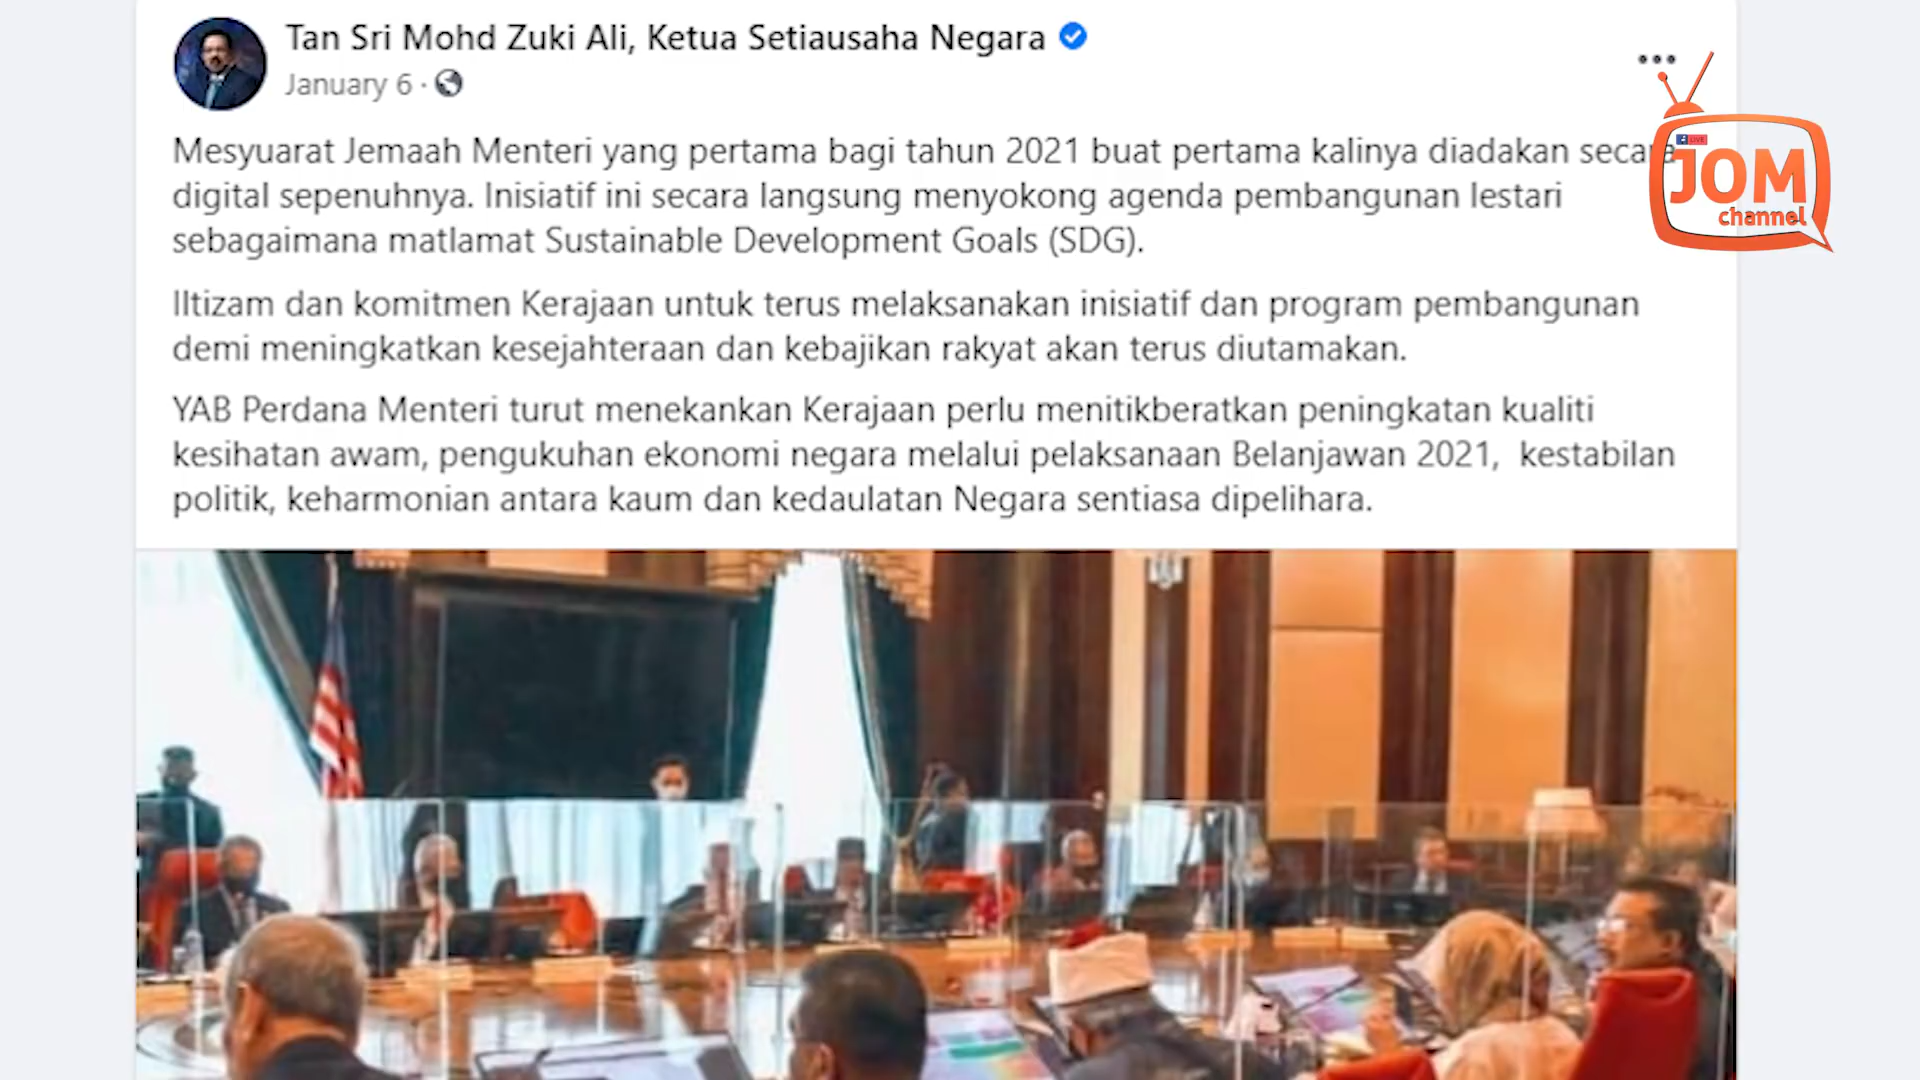 Tan Sri Mohd Zuki Ali, Ketua Setiausaha Negara
January 6 ·
Mesyuarat Jemaah Menteri yang pertama bagi tahun 2021 buat pertama kalinya diadakan secara
digital sepenuhnya. Inisiatif ini secara langsung menyokong agenda pembangunan lestari
sebagaimana matlamat Sustainable Development Goals (SDG).
Iltizam dan komitmen Kerajaan untuk terus melaksanakan inisiatif dan program pembangunan
demi meningkatkan kesejahteraan dan kebajikan rakyat akan terus diutamakan.
YAB Perdana Menteri turut menekankan Kerajaan perlu menitikberatkan peningkatan kualiti
kesihatan awam, pengukuhan ekonomi negara melalui pelaksanaan Belanjawan 2021,  kestabilan
politik, keharmonian antara kaum dan kedaulatan Negara sentiasa dipelihara.
LIVE
JOM
channel